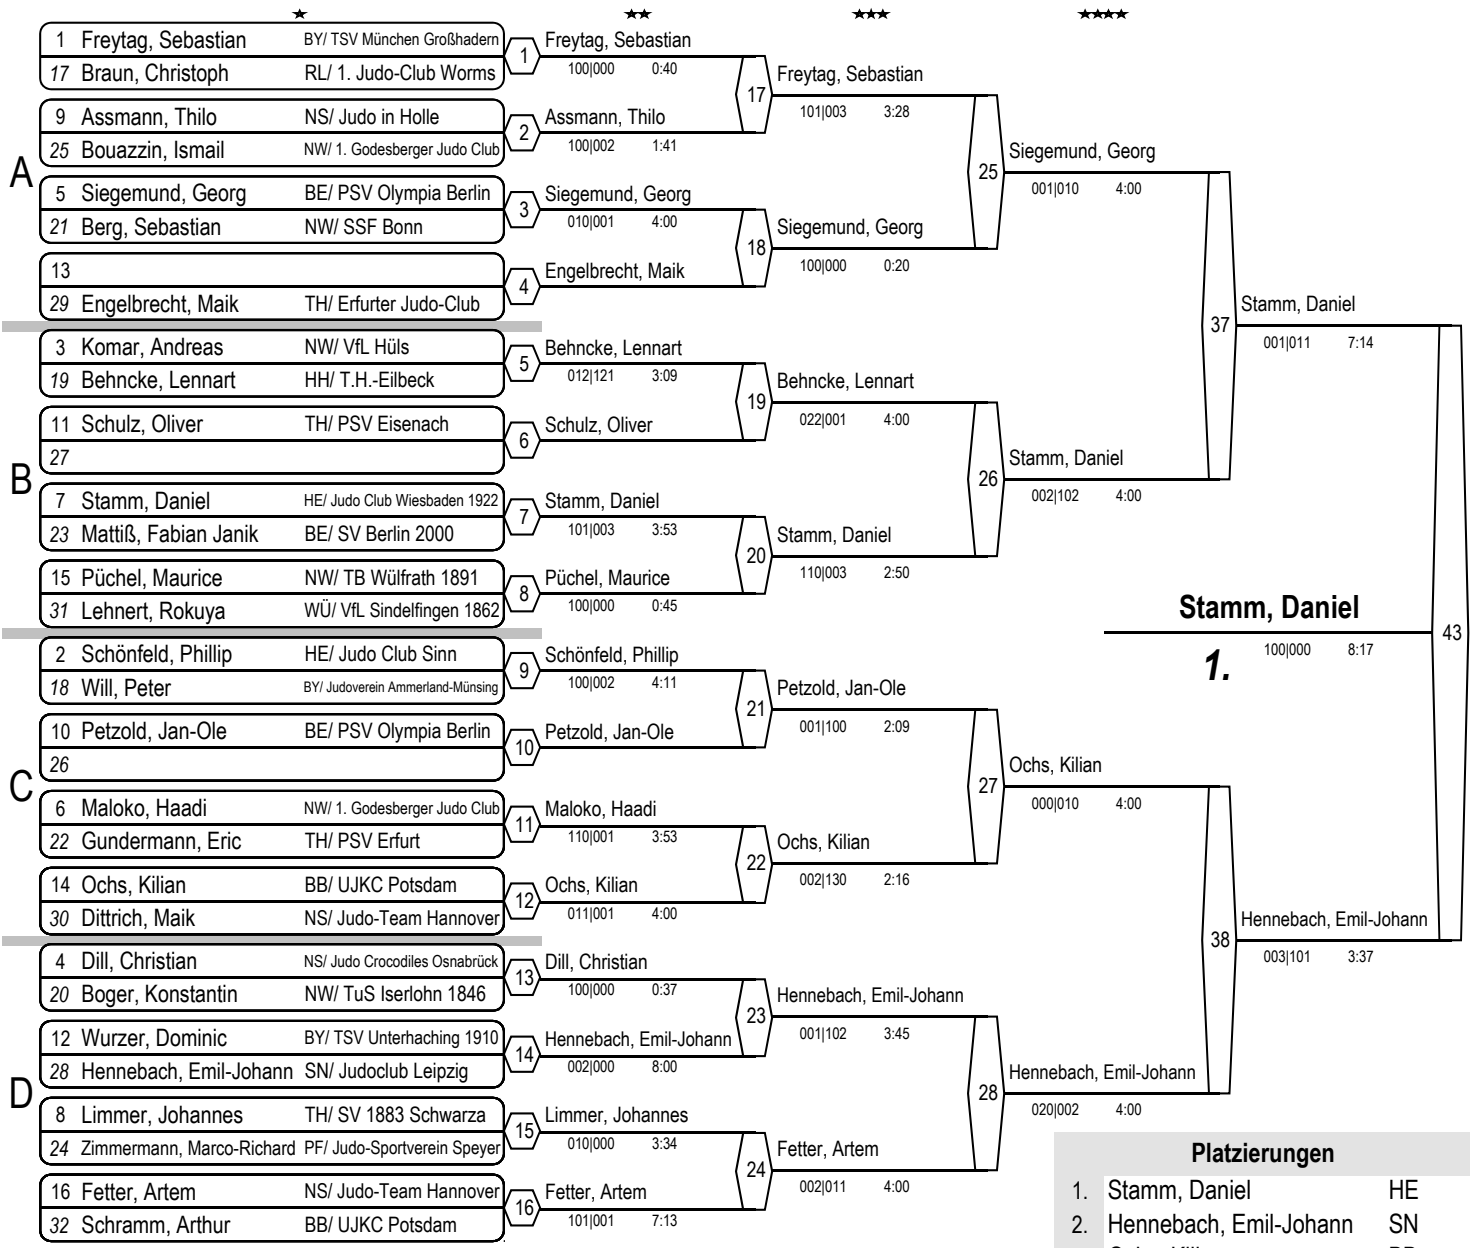 ★ ★★ ★★★ ★★★★
A
1 Freytag, Sebastian BY/ TSV München Großhadern
17 Braun, Christoph RL/ 1. Judo-Club Worms
9 Assmann, Thilo NS/ Judo in Holle
25 Bouazzin, Ismail NW/ 1. Godesberger Judo Club
5 Siegemund, Georg BE/ PSV Olympia Berlin
21 Berg, Sebastian NW/ SSF Bonn
13
29 Engelbrecht, Maik TH/ Erfurter Judo-Club
B
3 Komar, Andreas NW/ VfL Hüls
19 Behncke, Lennart HH/ T.H.-Eilbeck
11 Schulz, Oliver TH/ PSV Eisenach
27
7 Stamm, Daniel HE/ Judo Club Wiesbaden 1922
23 Mattiß, Fabian Janik BE/ SV Berlin 2000
15 Püchel, Maurice NW/ TB Wülfrath 1891
31 Lehnert, Rokuya WÜ/ VfL Sindelfingen 1862
C
2 Schönfeld, Phillip HE/ Judo Club Sinn
18 Will, Peter BY/ Judoverein Ammerland-Münsing
10 Petzold, Jan-Ole BE/ PSV Olympia Berlin
26
6 Maloko, Haadi NW/ 1. Godesberger Judo Club
22 Gundermann, Eric TH/ PSV Erfurt
14 Ochs, Kilian BB/ UJKC Potsdam
30 Dittrich, Maik NS/ Judo-Team Hannover
D
4 Dill, Christian NS/ Judo Crocodiles Osnabrück
20 Boger, Konstantin NW/ TuS Iserlohn 1846
12 Wurzer, Dominic BY/ TSV Unterhaching 1910
28 Hennebach, Emil-Johann SN/ Judoclub Leipzig
8 Limmer, Johannes TH/ SV 1883 Schwarza
24 Zimmermann, Marco-Richard PF/ Judo-Sportverein Speyer
16 Fetter, Artem NS/ Judo-Team Hannover
32 Schramm, Arthur BB/ UJKC Potsdam
1 Freytag, Sebastian
100|000 0:40
2 Assmann, Thilo
100|002 1:41
3 Siegemund, Georg
010|001 4:00
4 Engelbrecht, Maik
5 Behncke, Lennart
012|121 3:09
6 Schulz, Oliver
7 Stamm, Daniel
101|003 3:53
8 Püchel, Maurice
100|000 0:45
9 Schönfeld, Phillip
100|002 4:11
10 Petzold, Jan-Ole
11 Maloko, Haadi
110|001 3:53
12 Ochs, Kilian
011|001 4:00
13 Dill, Christian
100|000 0:37
14 Hennebach, Emil-Johann
002|000 8:00
15 Limmer, Johannes
010|000 3:34
16 Fetter, Artem
101|001 7:13
17 Freytag, Sebastian
101|003 3:28
18 Siegemund, Georg
100|000 0:20
19 Behncke, Lennart
022|001 4:00
20 Stamm, Daniel
110|003 2:50
21 Petzold, Jan-Ole
001|100 2:09
22 Ochs, Kilian
002|130 2:16
23 Hennebach, Emil-Johann
001|102 3:45
24 Fetter, Artem
002|011 4:00
25 Siegemund, Georg
001|010 4:00
26 Stamm, Daniel
002|102 4:00
27 Ochs, Kilian
000|010 4:00
28 Hennebach, Emil-Johann
020|002 4:00
37 Stamm, Daniel
001|011 7:14
38 Hennebach, Emil-Johann
003|101 3:37
43 Stamm, Daniel
1. 100|000 8:17
Platzierungen
1. Stamm, Daniel HE
2. Hennebach, Emil-Johann SN